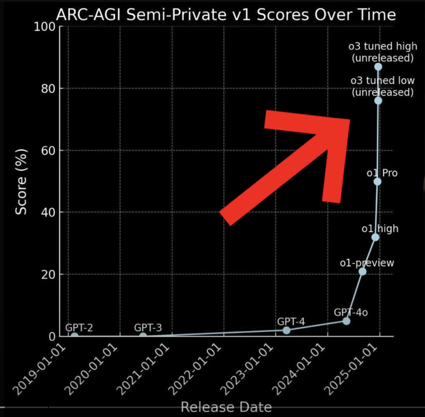 ARC-AGI Semi-Private v1 Scores Over Time
100
80
60
40
20
0
Score (%)
o3 tuned high
(unreleased)
o3 tuned low
(unreleased)
o1 Pro
o1 high
o1-preview
GPT-4o
GPT-4
GPT-3
GPT-2
2019-01-01
2020-01-01
2021-01-01
2022-01-01
2023-01-01
2024-01-01
2025-01-01
Release Date